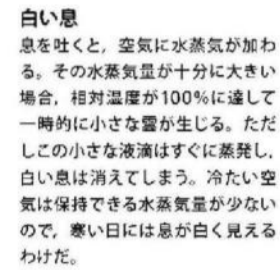 白い息
息を吐くと，空気に水蒸気が加わ
る。その水蒸気量が十分に大きい
場合，相対湿度が100%に達して
一時的に小さな雲が生じる。ただ
しこの小さな液滴はすぐに蒸発し，
白い息は消えてしまう。冷たい空
気は保持できる水蒸気量が少ない
ので，寒い日には息が白く見える
わけだ。